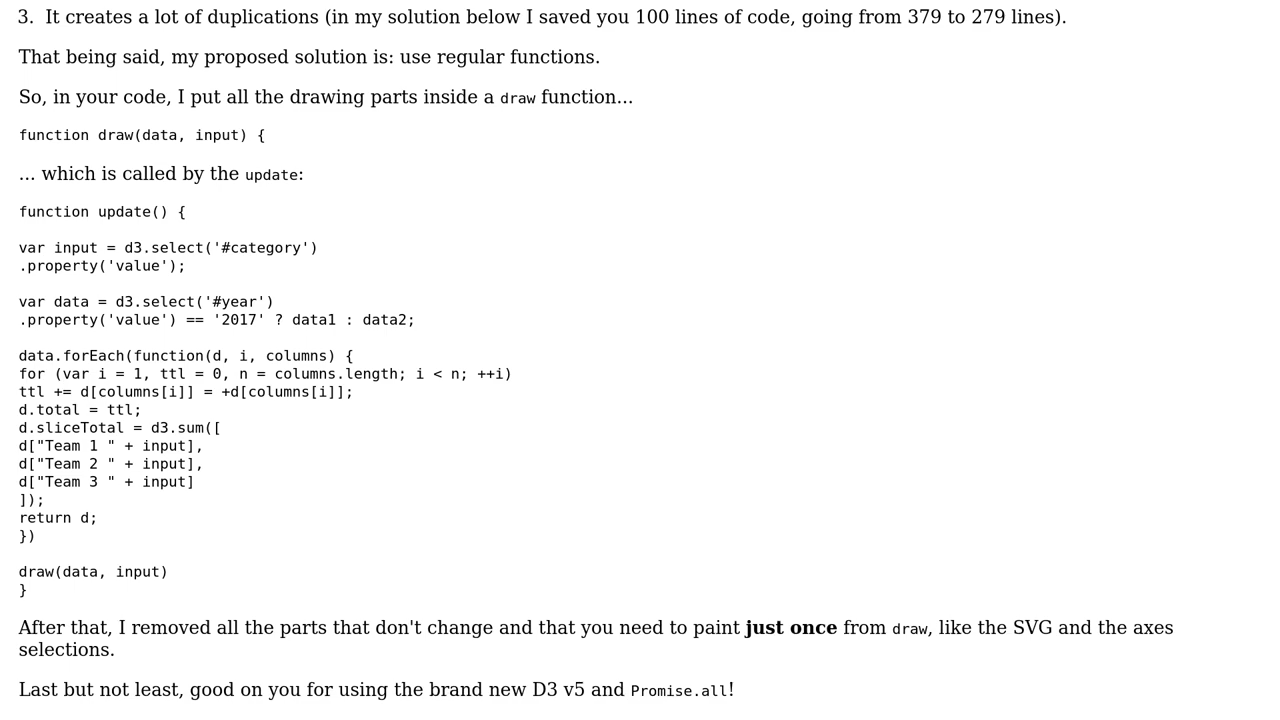 3. It creates a lot of duplications (in my solution below I saved you 100 lines of code, going from 379 to 279 lines).
That being said, my proposed solution is: use regular functions.
So, in your code, I put all the drawing parts inside a draw function...
function draw(data, input) {
... which is called by the update:
function update() {
var input = d3.select('#category')
.property('value');
var data = d3.select('#year')
.property('value') == '2017' ? data1 : data2;
data.forEach(function(d, i, columns) {
for (var i = 1, ttl = 0, n = columns.length; i < n; ++i)
ttl += d[columns[i]] = +d[columns[i]];
d.total = ttl;
d.sliceTotal = d3.sum([
d["Team 1 " + input],
d["Team 2 " + input],
d["Team 3 " + input]
]);
return d;
})
draw(data, input)
}
After that, I removed all the parts that don't change and that you need to paint just once from draw, like the SVG and the axes
selections.
Last but not least, good on you for using the brand new D3 v5 and Promise.all!